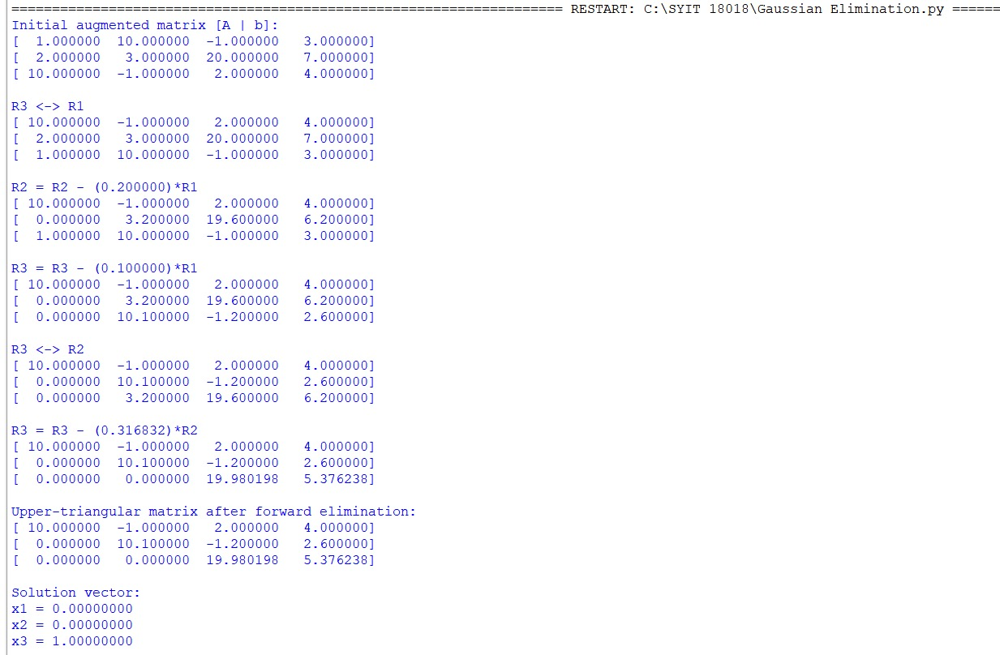 ==================================================================== RESTART: C:\SYIT 18018\Gaussian Elimination.py ======
Initial augmented matrix [A | b]:
[  1.000000  10.000000  -1.000000   3.000000]
[  2.000000   3.000000  20.000000   7.000000]
[ 10.000000  -1.000000   2.000000   4.000000]

R3 <-> R1
[ 10.000000  -1.000000   2.000000   4.000000]
[  2.000000   3.000000  20.000000   7.000000]
[  1.000000  10.000000  -1.000000   3.000000]

R2 = R2 - (0.200000)*R1
[ 10.000000  -1.000000   2.000000   4.000000]
[  0.000000   3.200000  19.600000   6.200000]
[  1.000000  10.000000  -1.000000   3.000000]

R3 = R3 - (0.100000)*R1
[ 10.000000  -1.000000   2.000000   4.000000]
[  0.000000   3.200000  19.600000   6.200000]
[  0.000000  10.100000  -1.200000   2.600000]

R3 <-> R2
[ 10.000000  -1.000000   2.000000   4.000000]
[  0.000000  10.100000  -1.200000   2.600000]
[  0.000000   3.200000  19.600000   6.200000]

R3 = R3 - (0.316832)*R2
[ 10.000000  -1.000000   2.000000   4.000000]
[  0.000000  10.100000  -1.200000   2.600000]
[  0.000000   0.000000  19.980198   5.376238]

Upper-triangular matrix after forward elimination:
[ 10.000000  -1.000000   2.000000   4.000000]
[  0.000000  10.100000  -1.200000   2.600000]
[  0.000000   0.000000  19.980198   5.376238]

Solution vector:
x1 = 0.00000000
x2 = 0.00000000
x3 = 1.00000000